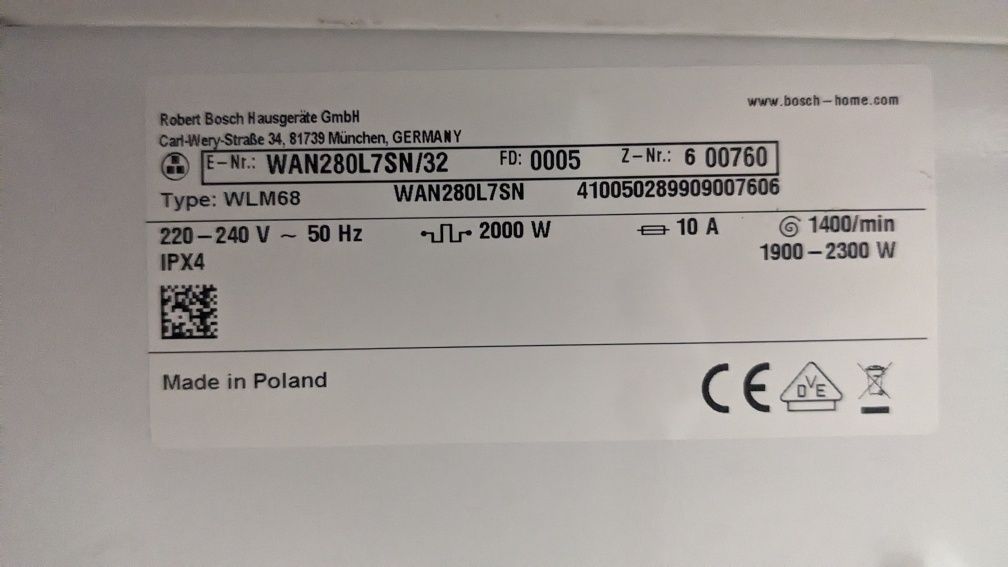 www.bosch-home.com
Robert Bosch Hausgeräte GmbH
Carl-Wery-Straße 34, 81739 München, GERMANY
E-Nr.: WAN280L7SN/32 FD: 0005 Z-Nr.: 6 00760
Type: WLM68 WAN280L7SN 410050289909007606
220-240 V ~ 50 Hz 2000 W 10 A 1400/min
IPX4 1900-2300 W
Made in Poland
CE DVE